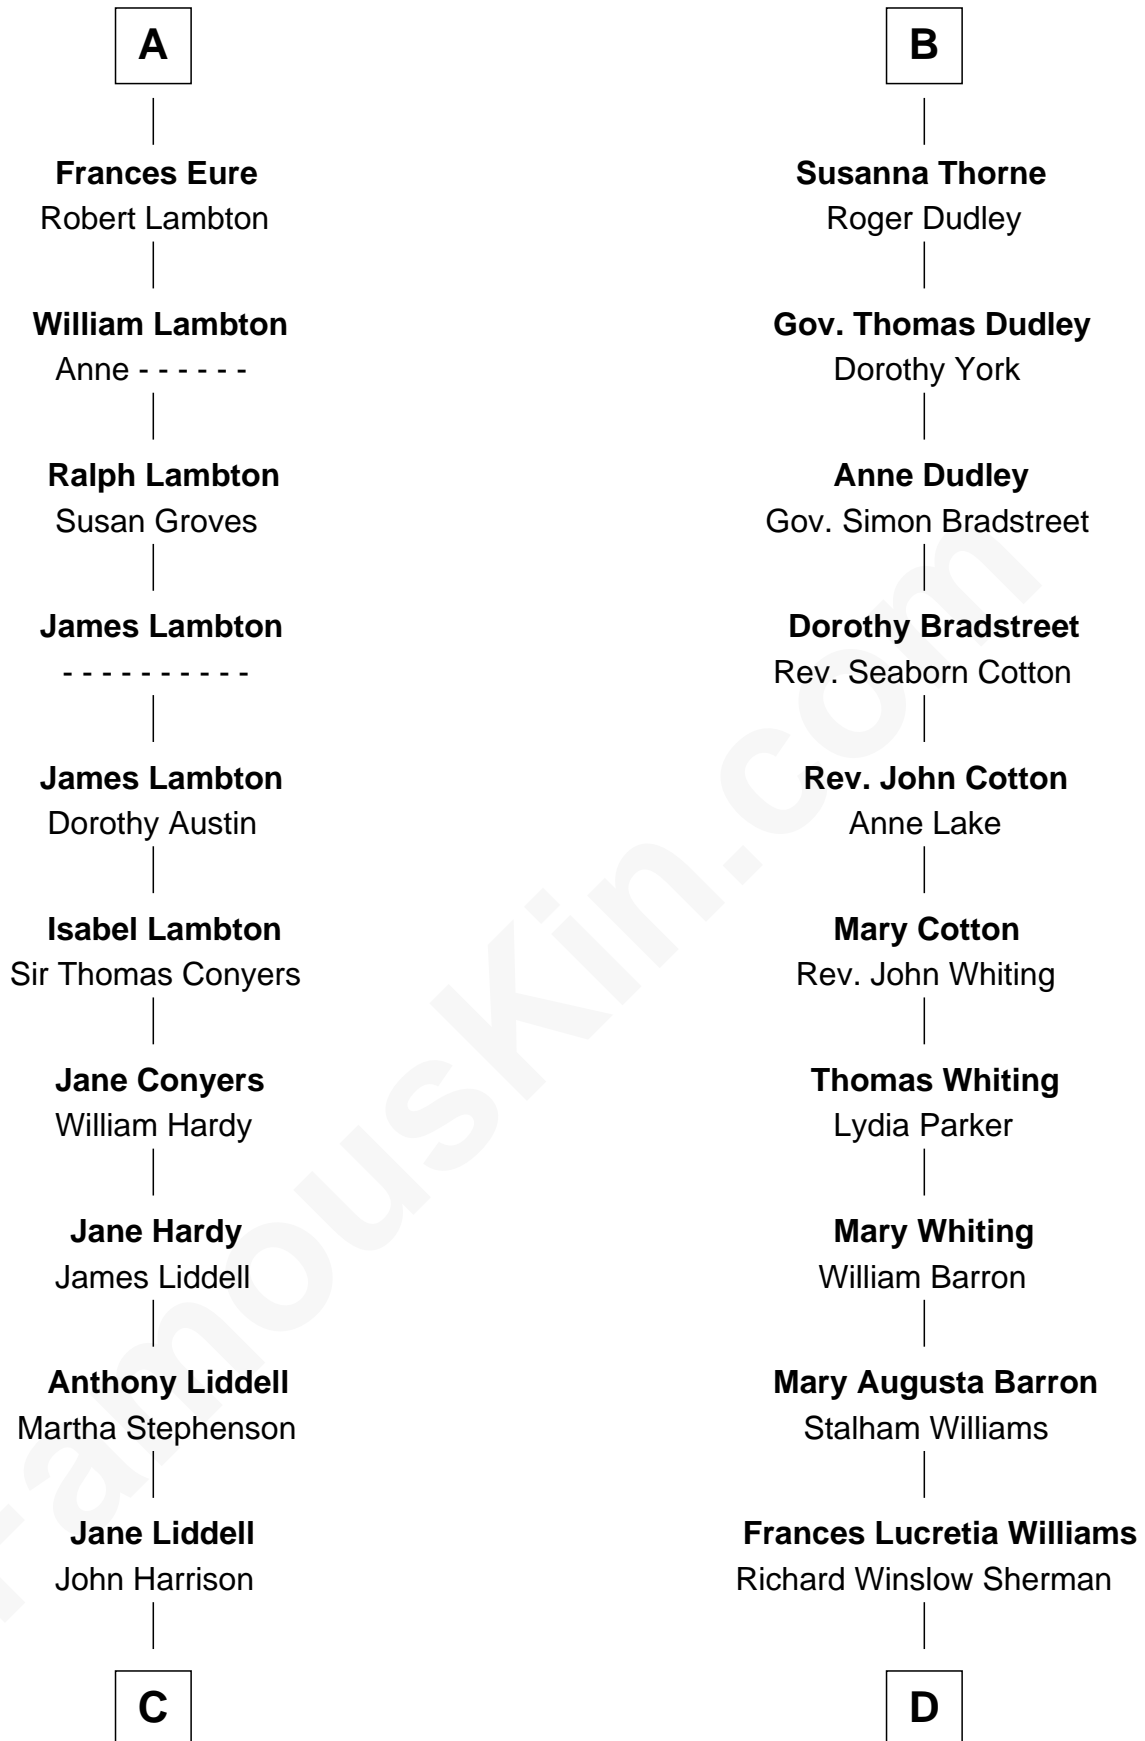 A
Frances Eure
Robert Lambton
William Lambton
Anne - - - - - -
Ralph Lambton
Susan Groves
James Lambton
- - - - - - - - - -
James Lambton
Dorothy Austin
Isabel Lambton
Sir Thomas Conyers
Jane Conyers
William Hardy
Jane Hardy
James Liddell
Anthony Liddell
Martha Stephenson
Jane Liddell
John Harrison
C
B
Susanna Thorne
Roger Dudley
Gov. Thomas Dudley
Dorothy York
Anne Dudley
Gov. Simon Bradstreet
Dorothy Bradstreet
Rev. Seaborn Cotton
Rev. John Cotton
Anne Lake
Mary Cotton
Rev. John Whiting
Thomas Whiting
Lydia Parker
Mary Whiting
William Barron
Mary Augusta Barron
Stalham Williams
Frances Lucretia Williams
Richard Winslow Sherman
D
FamousKin.com